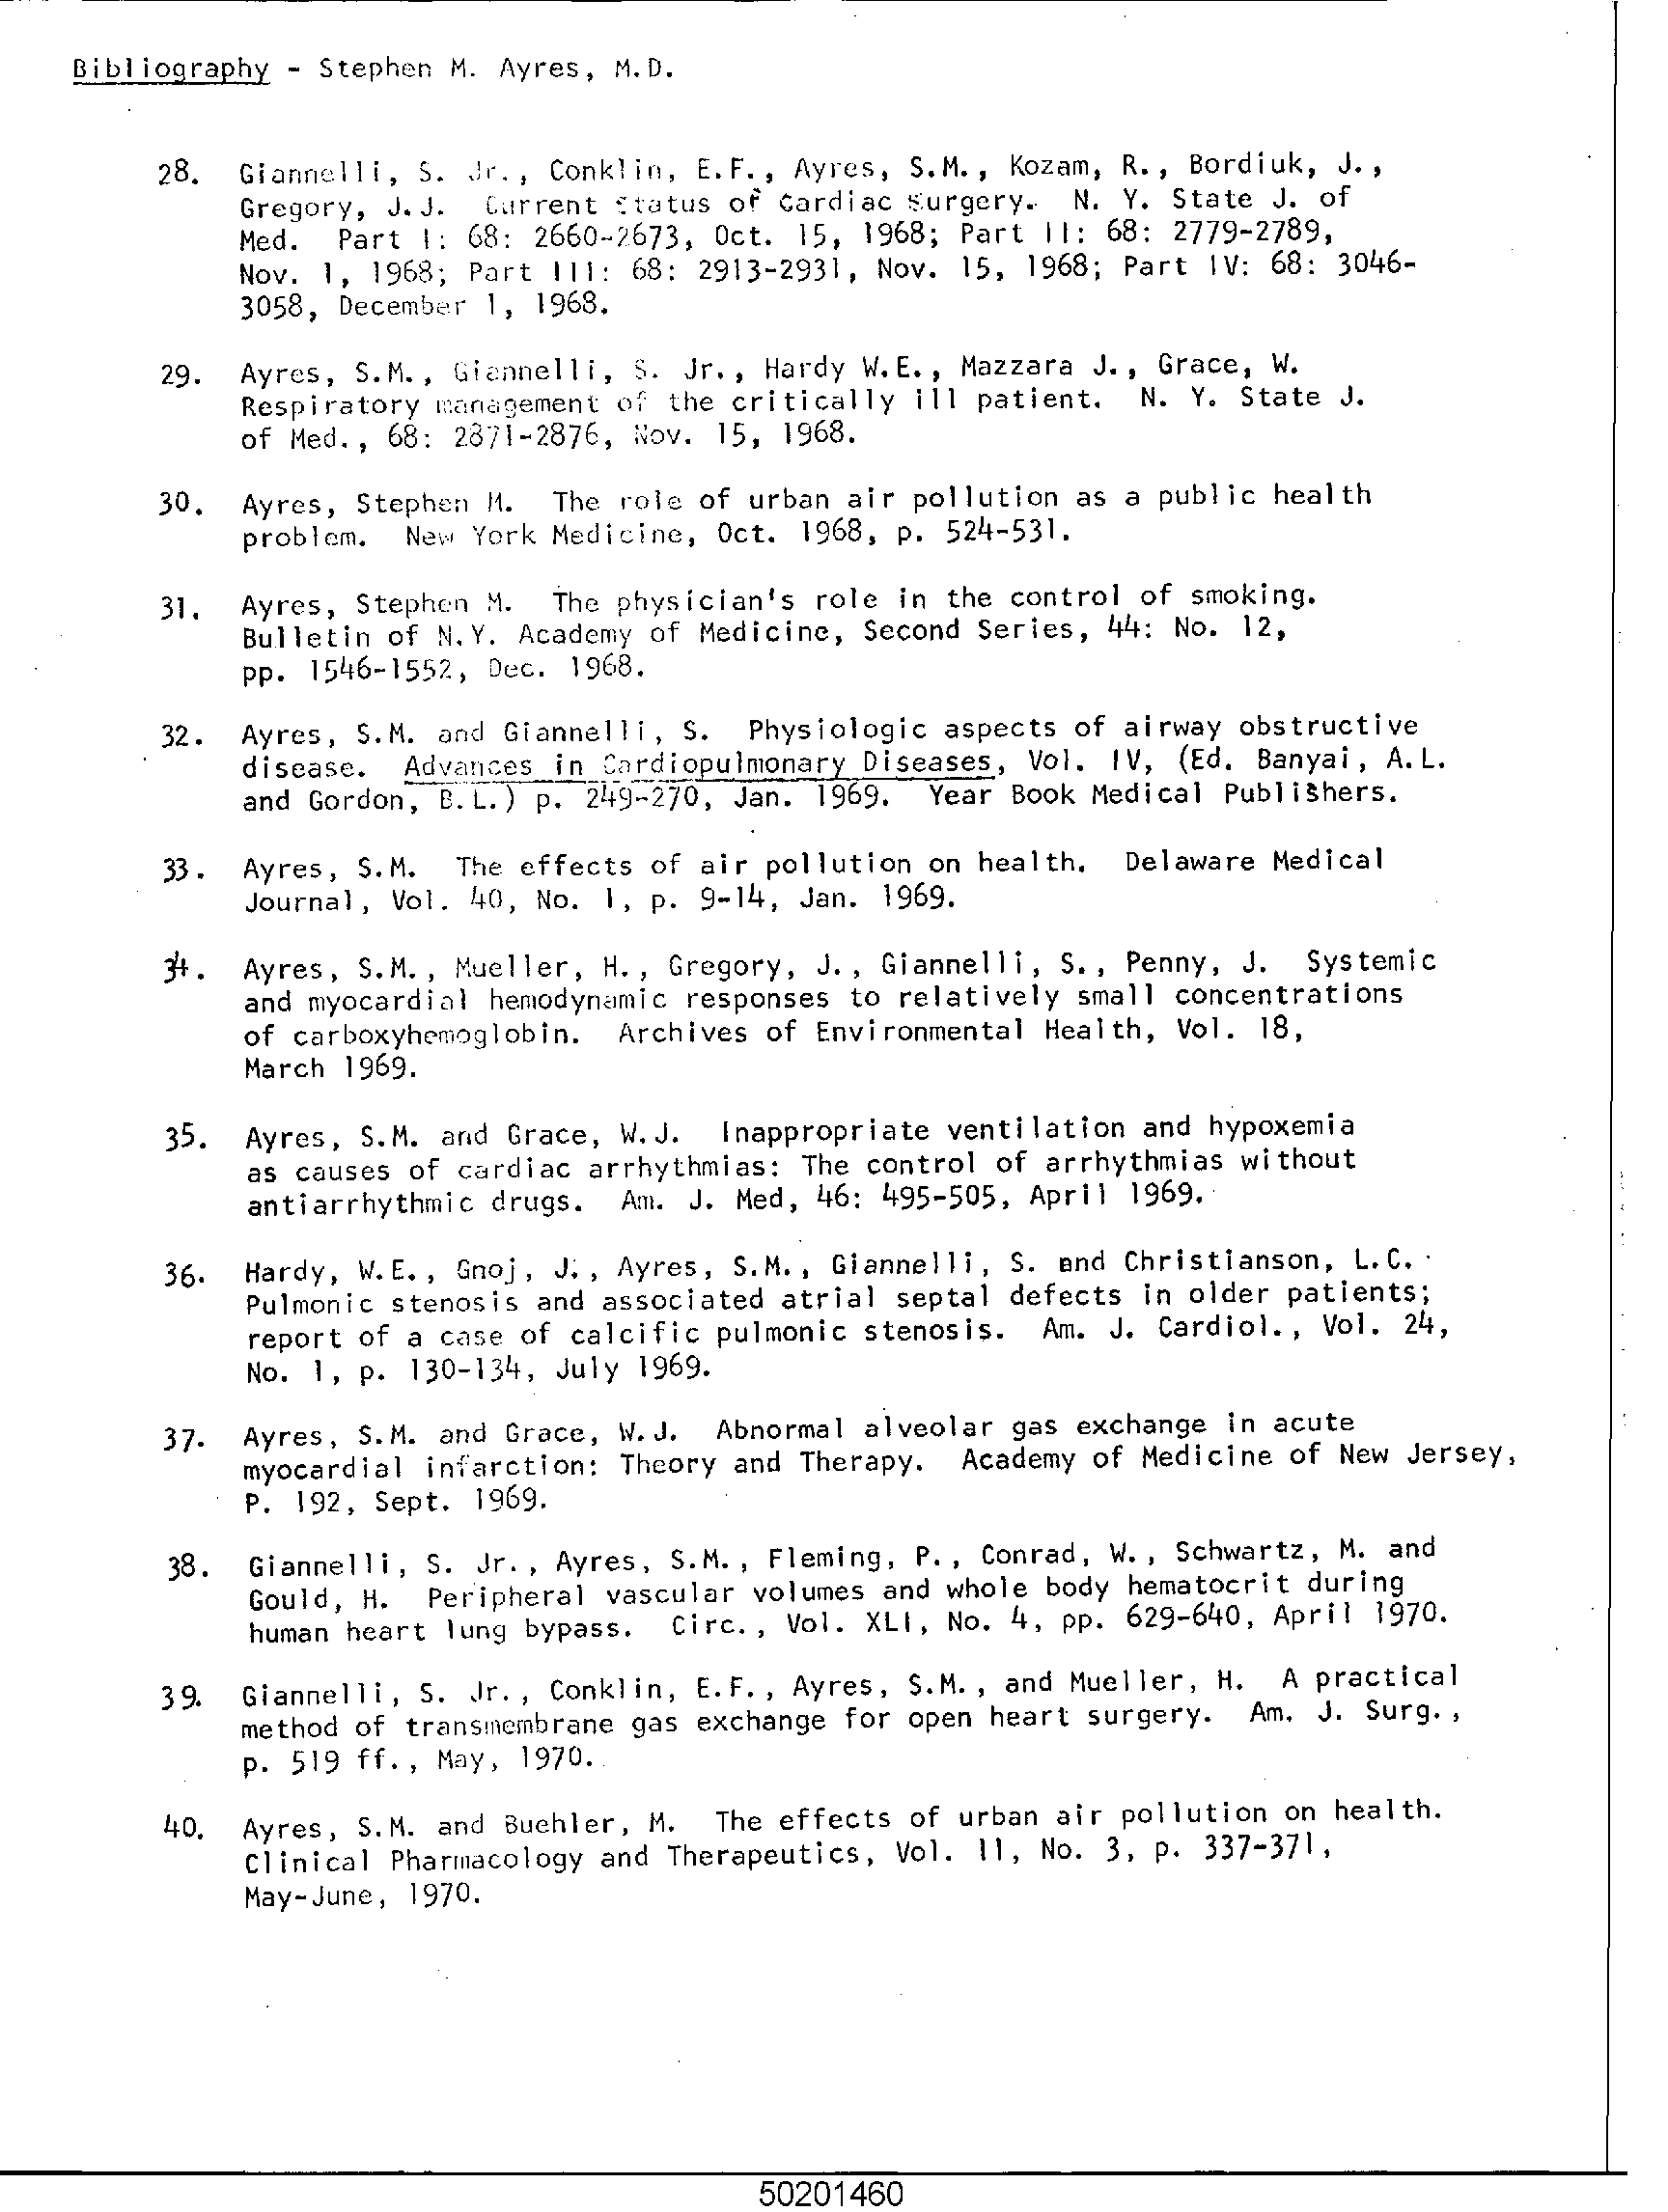 Bibliography - Stephen M. Ayres, M.D.
28. Giannelli, S. Jr., Conklin, E.F., Ayres, S.M., Kozam, R., Bordiuk, J.,
Gregory, J.J. Current status of Cardiac surgery. N. Y. State J. of
Med. Part I: 68: 2660-2673, Oct. 15, 1968; Part II: 68: 2779-2789,
Nov. 1, 1968; Part III: 68: 2913-2931, Nov. 15, 1968; Part IV: 68: 3046-
3058, December 1, 1968.
29. Ayres, S.M., Giannelli, S. Jr., Hardy W.E., Mazzara J., Grace, W.
Respiratory management of the critically ill patient. N. Y. State J.
of Med., 68: 2871-2876, Nov. 15, 1968.
30. Ayres, Stephen M. The role of urban air pollution as a public health
problem. New York Medicine, Oct. 1968, p. 524-531.
31. Ayres, Stephen M. The physician's role in the control of smoking.
Bulletin of N.Y. Academy of Medicine, Second Series, 44: No. 12,
pp. 1546-1552, Dec. 1968.
32. Ayres, S.M. and Giannelli, S. Physiologic aspects of airway obstructive
disease. Advances in Cardiopulmonary Diseases, Vol. IV, (Ed. Banyai, A.L.
and Gordon, B.L.) p. 249-270, Jan. 1969. Year Book Medical Publishers.
33. Ayres, S.M. The effects of air pollution on health. Delaware Medical
Journal, Vol. 40, No. 1, p. 9-14, Jan. 1969.
34. Ayres, S.M., Mueller, H., Gregory, J., Giannelli, S., Penny, J. Systemic
and myocardial hemodynamic responses to relatively small concentrations
of carboxyhemoglobin. Archives of Environmental Health, Vol. 18,
March 1969.
35. Ayres, S.M. and Grace, W.J. Inappropriate ventilation and hypoxemia
as causes of cardiac arrhythmias: The control of arrhythmias without
antiarrhythmic drugs. Am. J. Med, 46: 495-505, April 1969.
36. Hardy, W.E., Gnoj, J., Ayres, S.M., Giannelli, S. and Christianson, L.C.
Pulmonic stenosis and associated atrial septal defects in older patients;
report of a case of calcific pulmonic stenosis. Am. J. Cardiol., Vol. 24,
No. 1, p. 130-134, July 1969.
37. Ayres, S.M. and Grace, W.J. Abnormal alveolar gas exchange in acute
myocardial infarction: Theory and Therapy. Academy of Medicine of New Jersey,
P. 192, Sept. 1969.
38. Giannelli, S. Jr., Ayres, S.M., Fleming, P., Conrad, W., Schwartz, M. and
Gould, H. Peripheral vascular volumes and whole body hematocrit during
human heart lung bypass. Circ., Vol. XLI, No. 4, pp. 629-640, April 1970.
39. Giannelli, S. Jr., Conklin, E.F., Ayres, S.M., and Mueller, H. A practical
method of transmembrane gas exchange for open heart surgery. Am. J. Surg.,
p. 519 ff., May, 1970.
40. Ayres, S.M. and Buehler, M. The effects of urban air pollution on health.
Clinical Pharmacology and Therapeutics, Vol. 11, No. 3, p. 337-371,
May-June, 1970.
50201460